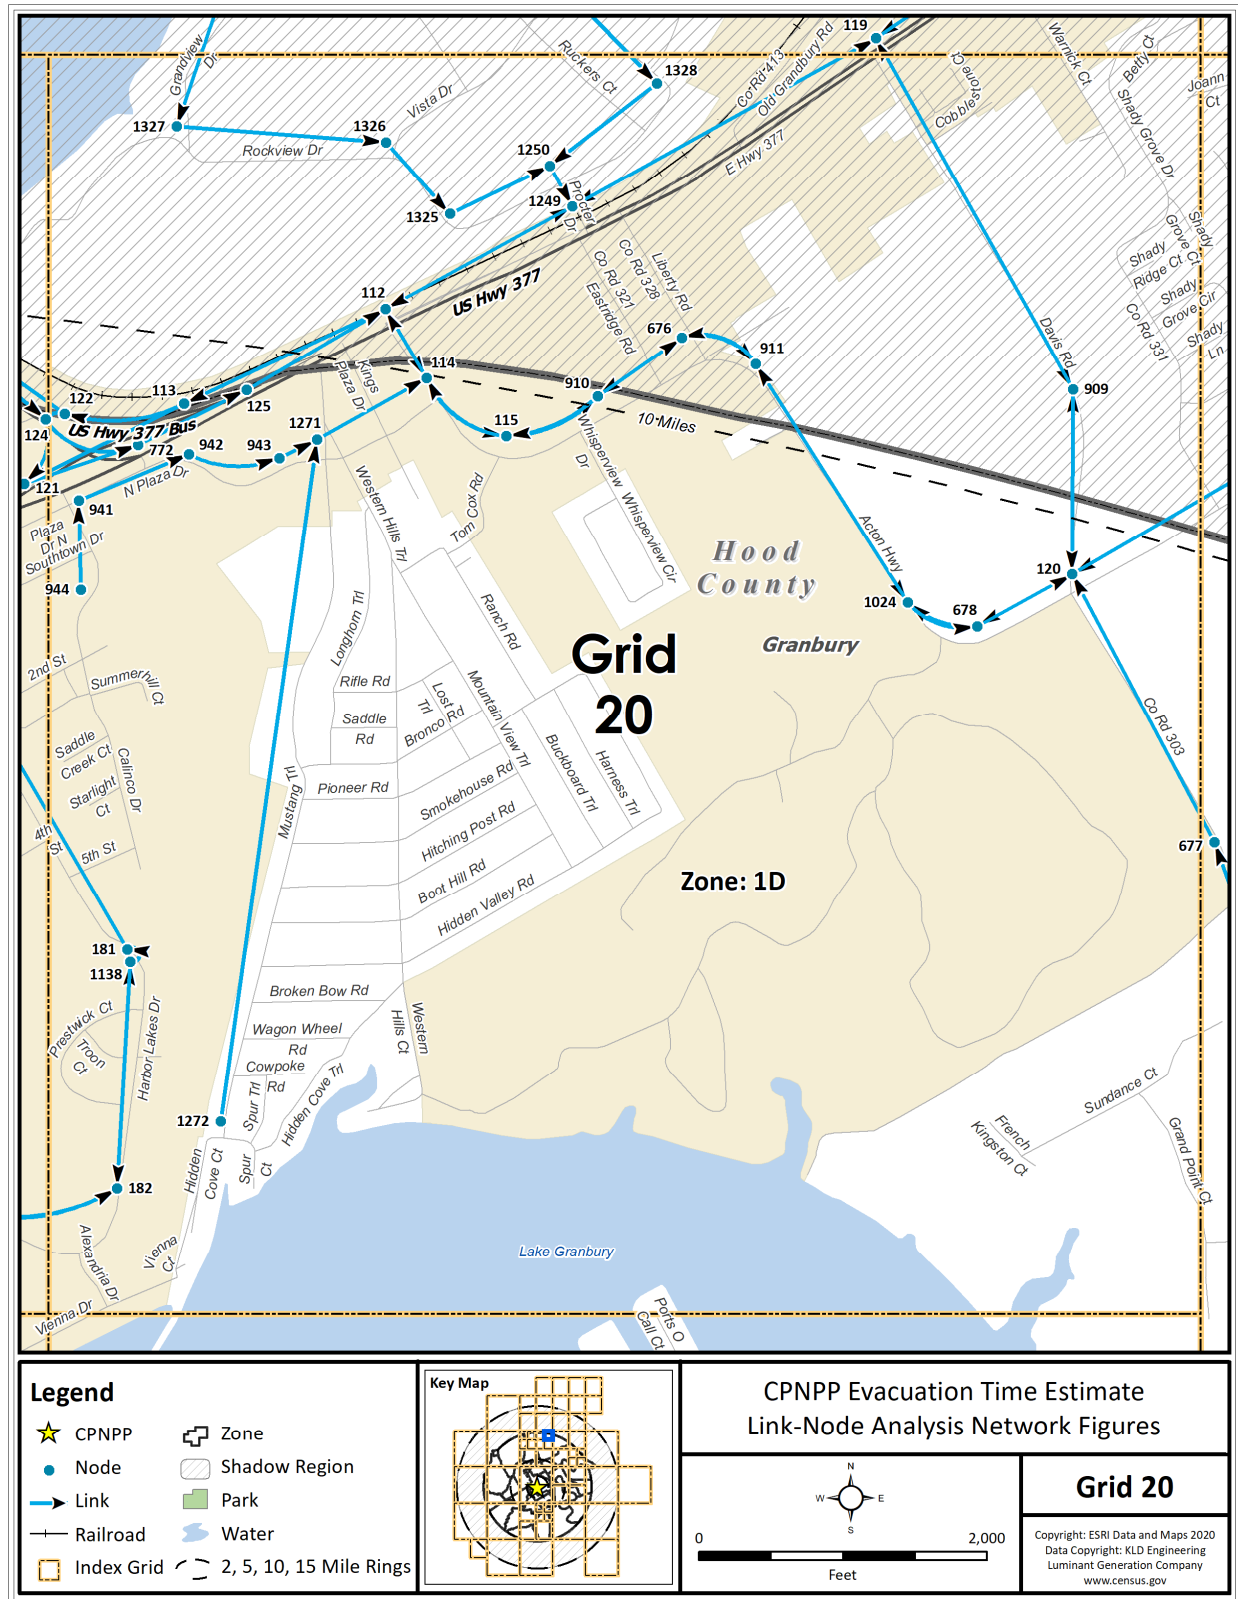 119
Grandview
Dr
Ruckers Ct
1328
Co Rd 413
Old Grandbury Rd
Warnick Ct
Betty Ct
Joann
Ct
Cobblestone Ct
Vista Dr
1327
1326
Rockview Dr
1250
E Hwy 377
Shady Grove Dr
1325
1249
Procter
Dr
Shady
Grove Ct
Shady
Ridge Ct
Shady
Grove Cir
Shady
Ln
Co Rd 331
Liberty Rd
Co Rd 328
Co Rd 321
Eastridge Rd
US Hwy 377
112
676
911
Davis Rd
909
114
Kings
Plaza Dr
113
125
122
124
US Hwy 377 Bus
910
10 Miles
115
1271
772
942
943
121
N Plaza Dr
941
Whisperview
Dr
Whisperview Cir
Western Hills Trl
Tom Cox Rd
Plaza
Dr N
Southtown Dr
944
Acton Hwy
Hood
County
120
1024
678
Granbury
Longhorn Trl
Ranch Rd
Grid
20
2nd St
Summerhill Ct
Rifle Rd
Saddle
Rd
Lost
Trl
Bronco Rd
Mountain View Trl
Co Rd 303
Saddle
Creek Ct
Starlight
Ct
Calinco Dr
Mustang Trl
Pioneer Rd
Smokehouse Rd
Buckboard Trl
Harness Trl
4th
St
5th St
Hitching Post Rd
Boot Hill Rd
Hidden Valley Rd
677
Zone: 1D
181
1138
Broken Bow Rd
Prestwick Ct
Troon
Ct
Harbor Lakes Dr
Wagon Wheel
Rd
Western
Hills Ct
Cowpoke
Rd
Spur Trl
Hidden Cove Trl
1272
Sundance Ct
French
Kingston Ct
Grand Point Ct
Hidden
Cove Ct
Spur
Ct
182
Alexandria Dr
Vienna
Ct
Vienna Dr
Lake Granbury
Ports O
Call Ct
Legend
CPNPP
Node
Link
Railroad
Index Grid
Zone
Shadow Region
Park
Water
2, 5, 10, 15 Mile Rings
Key Map
CPNPP Evacuation Time Estimate
Link-Node Analysis Network Figures
N
W
E
S
0
2,000
Feet
Grid 20
Copyright: ESRI Data and Maps 2020
Data Copyright: KLD Engineering
Luminant Generation Company
www.census.gov